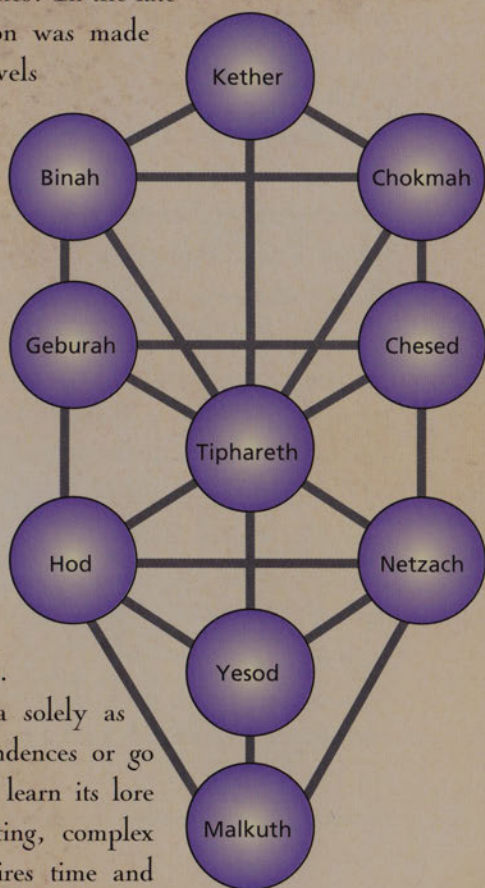 on was made
vels
Kether
Binah
Chokmah
Geburah
Chesed
Tiphareth
Hod
Netzach
Yesod
Malkuth
.
a solely as
ndences or go
learn its lore
ting, complex
ires time and